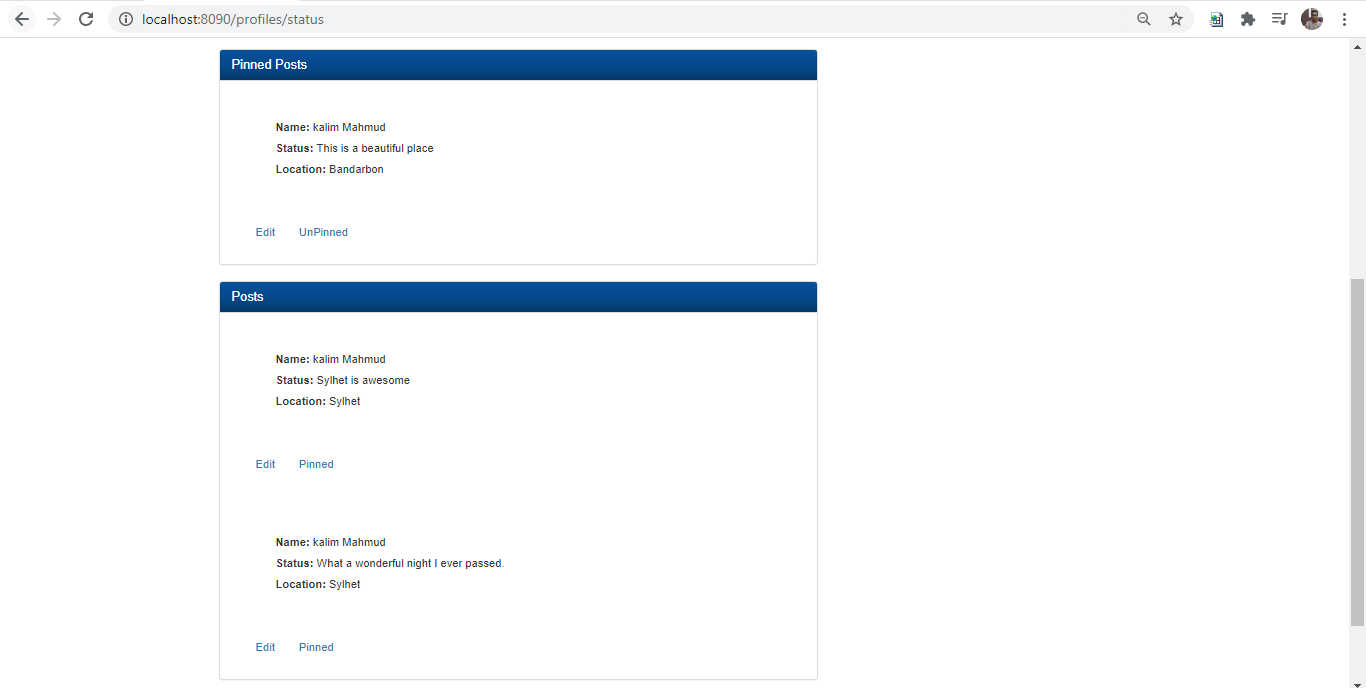 localhost:8090/profiles/status
Pinned Posts
Name: kalim Mahmud
Status: This is a beautiful place
Location: Bandarbon
Edit UnPinned
Posts
Name: kalim Mahmud
Status: Sylhet is awesome
Location: Sylhet
Edit Pinned
Name: kalim Mahmud
Status: What a wonderful night I ever passed.
Location: Sylhet
Edit Pinned